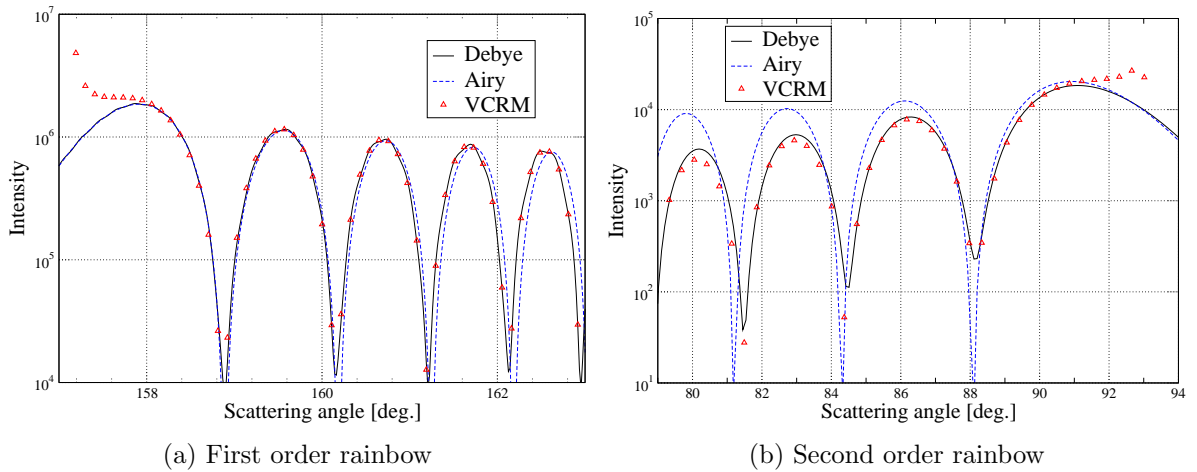 10^7
10^6
10^5
10^4
Intensity
Debye
Airy
VCRM
158
160
162
Scattering angle [deg.]
(a) First order rainbow
10^5
10^4
10^3
10^2
10^1
Intensity
Debye
Airy
VCRM
80
82
84
86
88
90
92
94
Scattering angle [deg.]
(b) Second order rainbow